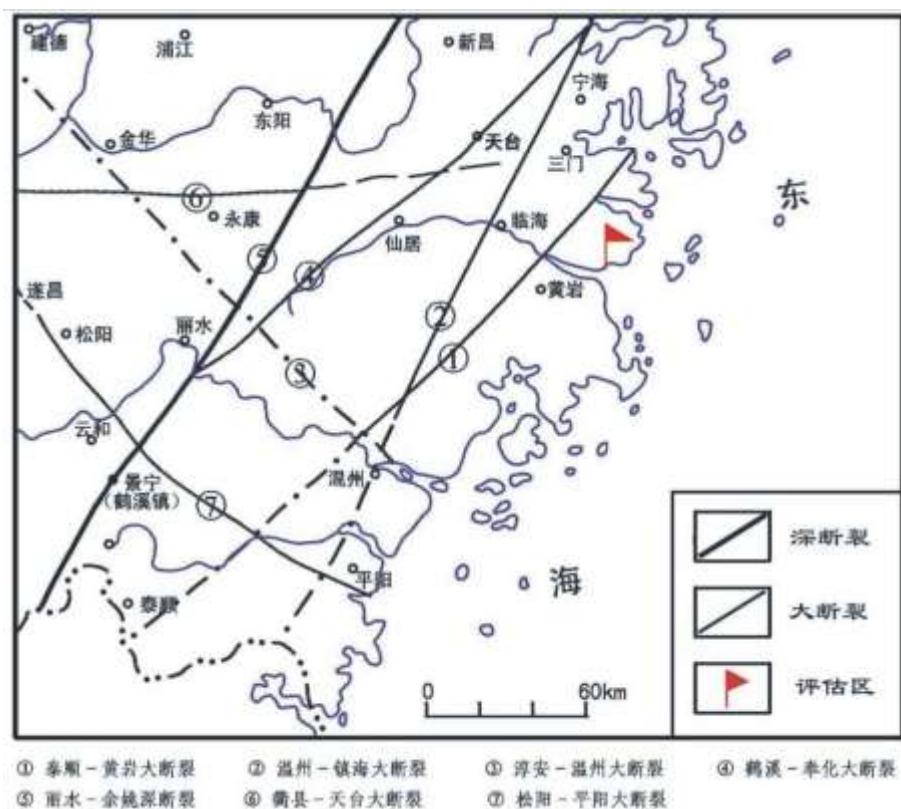 建德
浦江
新昌
宁海
金华
东阳
天台
三门
东
⑥
永康
仙居
临海
⑤
④
遂昌
黄岩
松阳
丽水
②
①
③
云和
景宁
(鹤溪镇)
温州
⑦
深断裂
平阳
海
泰顺
大断裂
0 60km
评估区
① 泰顺－黄岩大断裂 ② 温州－镇海大断裂 ③ 淳安－温州大断裂 ④ 鹤溪－奉化大断裂
⑤ 丽水－余姚深断裂 ⑥ 衢县－天台大断裂 ⑦ 松阳－平阳大断裂